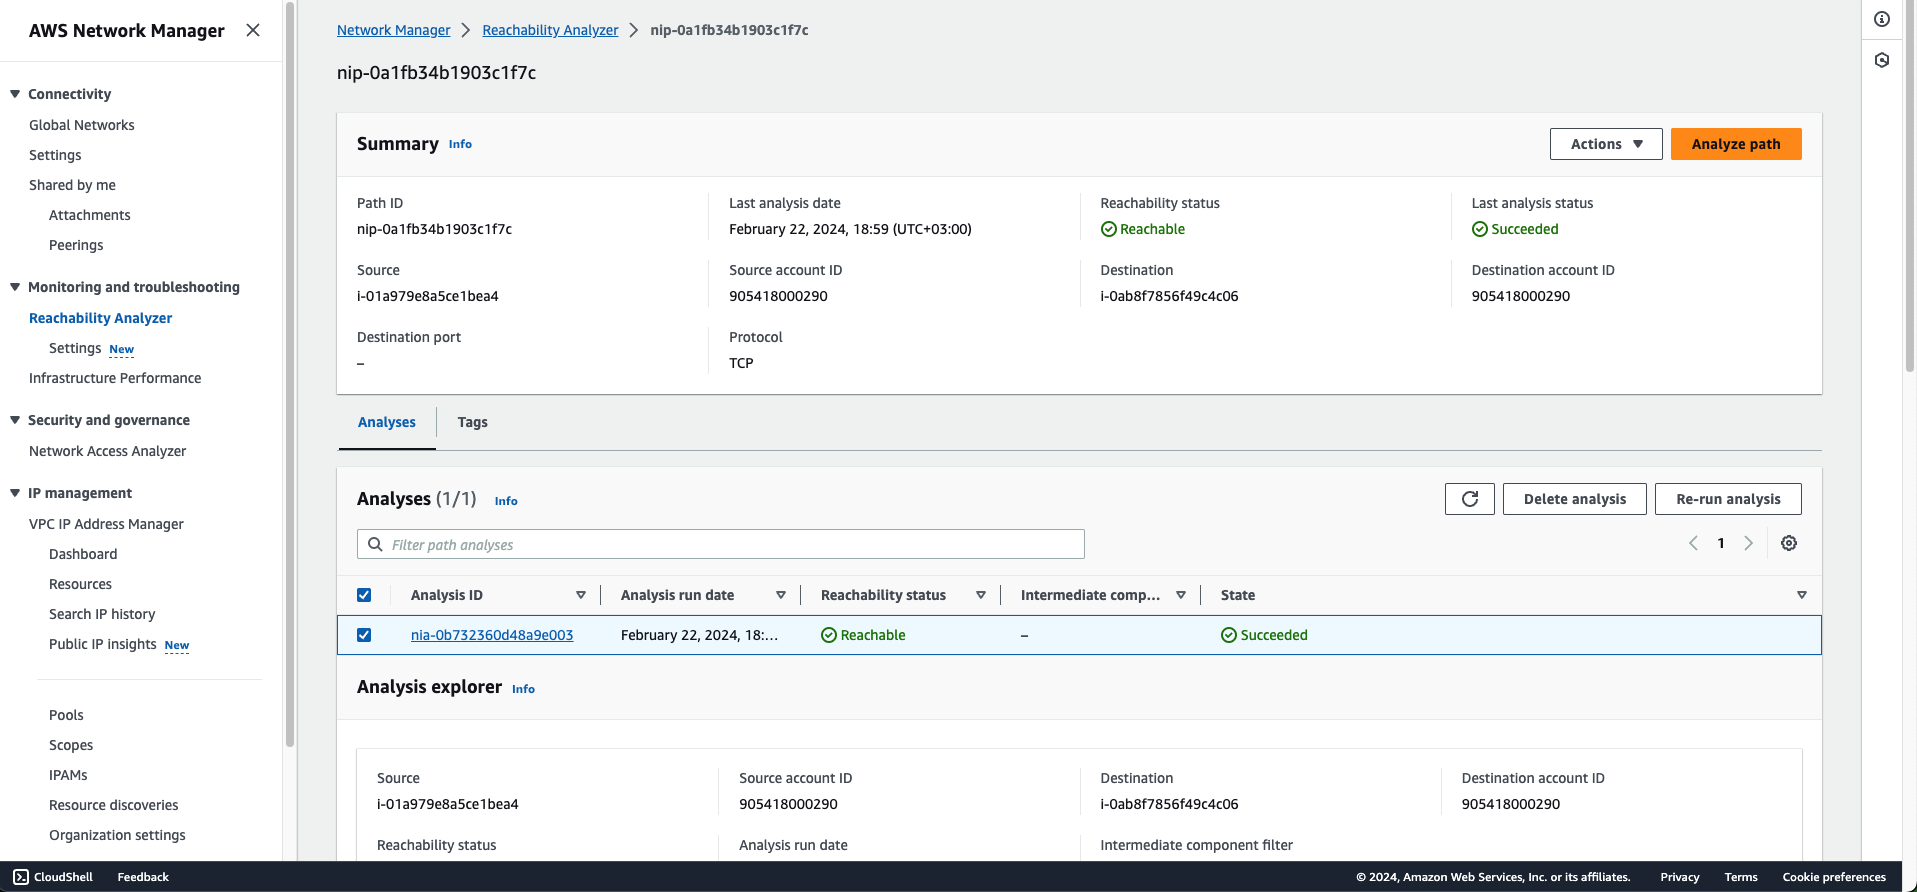 AWS Network Manager
Connectivity
Global Networks
Settings
Shared by me
Attachments
Peerings
Monitoring and troubleshooting
Reachability Analyzer
Settings New
Infrastructure Performance
Security and governance
Network Access Analyzer
IP management
VPC IP Address Manager
Dashboard
Resources
Search IP history
Public IP insights New
Pools
Scopes
IPAMs
Resource discoveries
Organization settings
Network Manager > Reachability Analyzer > nip-0a1fb34b1903c1f7c
nip-0a1fb34b1903c1f7c
Summary Info Actions Analyze path
Path ID Last analysis date Reachability status Last analysis status
nip-0a1fb34b1903c1f7c February 22, 2024, 18:59 (UTC+03:00) Reachable Succeeded
Source Source account ID Destination Destination account ID
i-01a979e8a5ce1bea4 905418000290 i-0ab8f7856f49c4c06 905418000290
Destination port Protocol
– TCP
Analyses Tags
Analyses (1/1) Info Delete analysis Re-run analysis
Filter path analyses 1
Analysis ID Analysis run date Reachability status Intermediate comp... State
nia-0b732360d48a9e003 February 22, 2024, 18:... Reachable – Succeeded
Analysis explorer Info
Source Source account ID Destination Destination account ID
i-01a979e8a5ce1bea4 905418000290 i-0ab8f7856f49c4c06 905418000290
Reachability status Analysis run date Intermediate component filter
CloudShell Feedback © 2024, Amazon Web Services, Inc. or its affiliates. Privacy Terms Cookie preferences